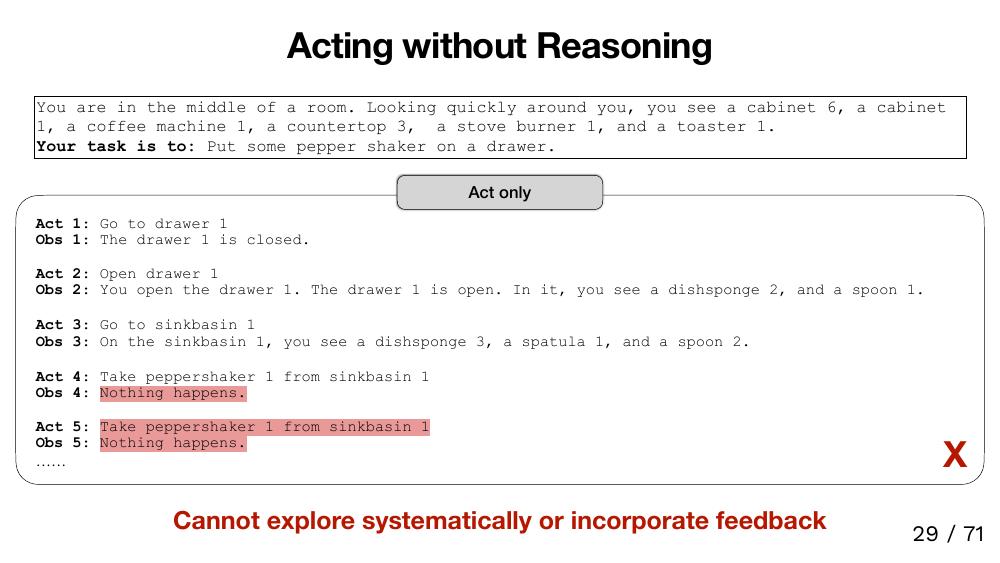 Acting without Reasoning
You are in the middle of a room. Looking quickly around you, you see a cabinet 6, a cabinet
1, a coffee machine 1, a countertop 3,  a stove burner 1, and a toaster 1.
Your task is to: Put some pepper shaker on a drawer.
Act only
Act 1: Go to drawer 1
Obs 1: The drawer 1 is closed.
Act 2: Open drawer 1
Obs 2: You open the drawer 1. The drawer 1 is open. In it, you see a dishsponge 2, and a spoon 1.
Act 3: Go to sinkbasin 1
Obs 3: On the sinkbasin 1, you see a dishsponge 3, a spatula 1, and a spoon 2.
Act 4: Take peppershaker 1 from sinkbasin 1
Obs 4: Nothing happens.
Act 5: Take peppershaker 1 from sinkbasin 1
Obs 5: Nothing happens.
……
X
Cannot explore systematically or incorporate feedback
29 / 71